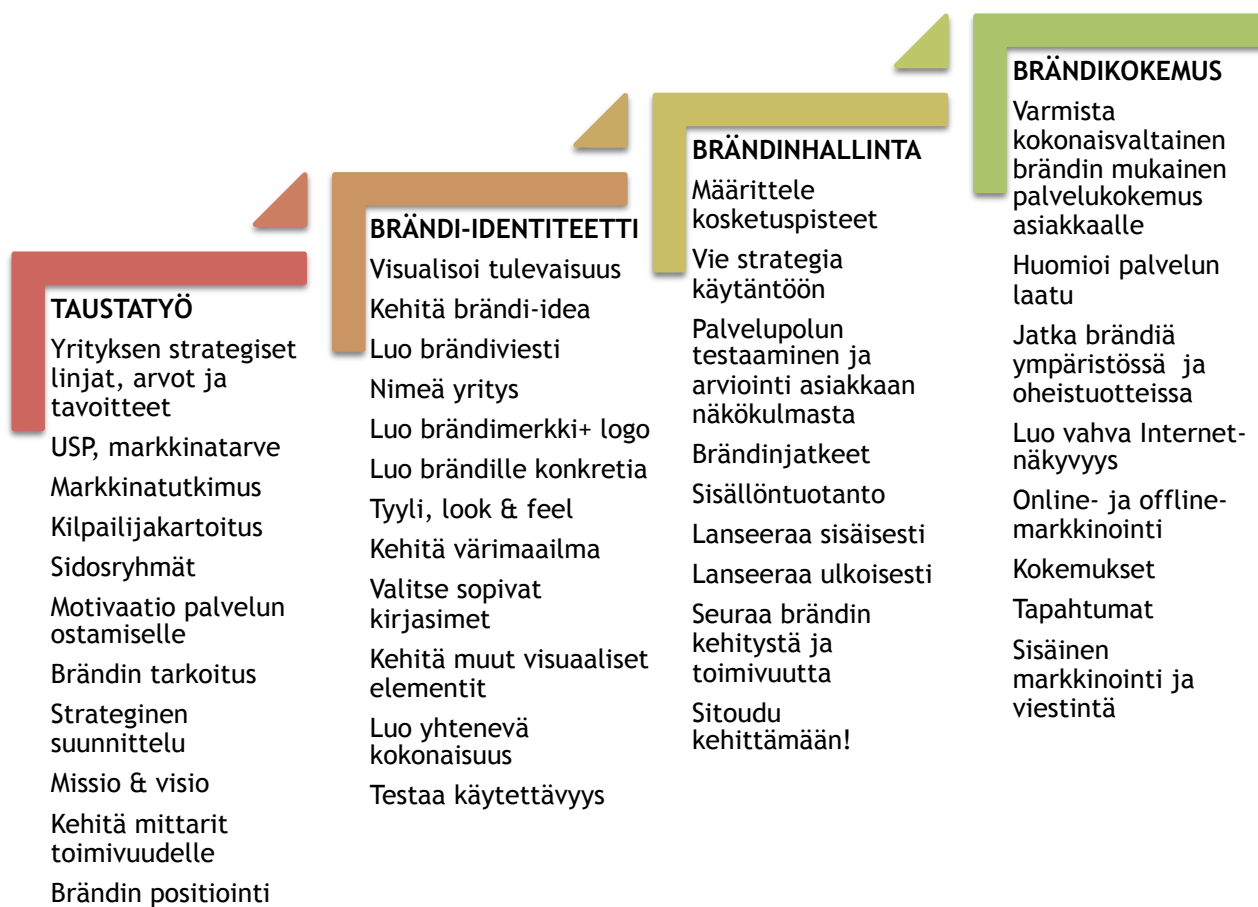 TAUSTATYÖ
Yrityksen strategiset
linjat, arvot ja
tavoitteet
USP, markkinatarve
Markkinatutkimus
Kilpailijakartoitus
Sidosryhmät
Motivaatio palvelun
ostamiselle
Brändin tarkoitus
Strateginen
suunnittelu
Missio & visio
Kehitä mittarit
toimivuudelle
Brändin positiointi
BRÄNDI-IDENTITEETTI
Visualisoi tulevaisuus
Kehitä brändi-idea
Luo brändiviesti
Nimeä yritys
Luo brändimerkki+ logo
Luo brändille konkretia
Tyyli, look & feel
Kehitä värimaailma
Valitse sopivat
kirjasimet
Kehitä muut visuaaliset
elementit
Luo yhtenevä
kokonaisuus
Testaa käytettävyys
BRÄNDINHALLINTA
Määrittele
kosketuspisteet
Vie strategia
käytäntöön
Palvelupolun
testaaminen ja
arviointi asiakkaan
näkökulmasta
Brändinjatkeet
Sisällöntuotanto
Lanseeraa sisäisesti
Lanseeraa ulkoisesti
Seuraa brändin
kehitystä ja
toimivuutta
Sitoudu
kehittämään!
BRÄNDIKOKEMUS
Varmista
kokonaisvaltainen
brändin mukainen
palvelukokemus
asiakkaalle
Huomioi palvelun
laatu
Jatka brändiä
ympäristössä  ja
oheistuotteissa
Luo vahva Internet-
näkyvyys
Online- ja offline-
markkinointi
Kokemukset
Tapahtumat
Sisäinen
markkinointi ja
viestintä